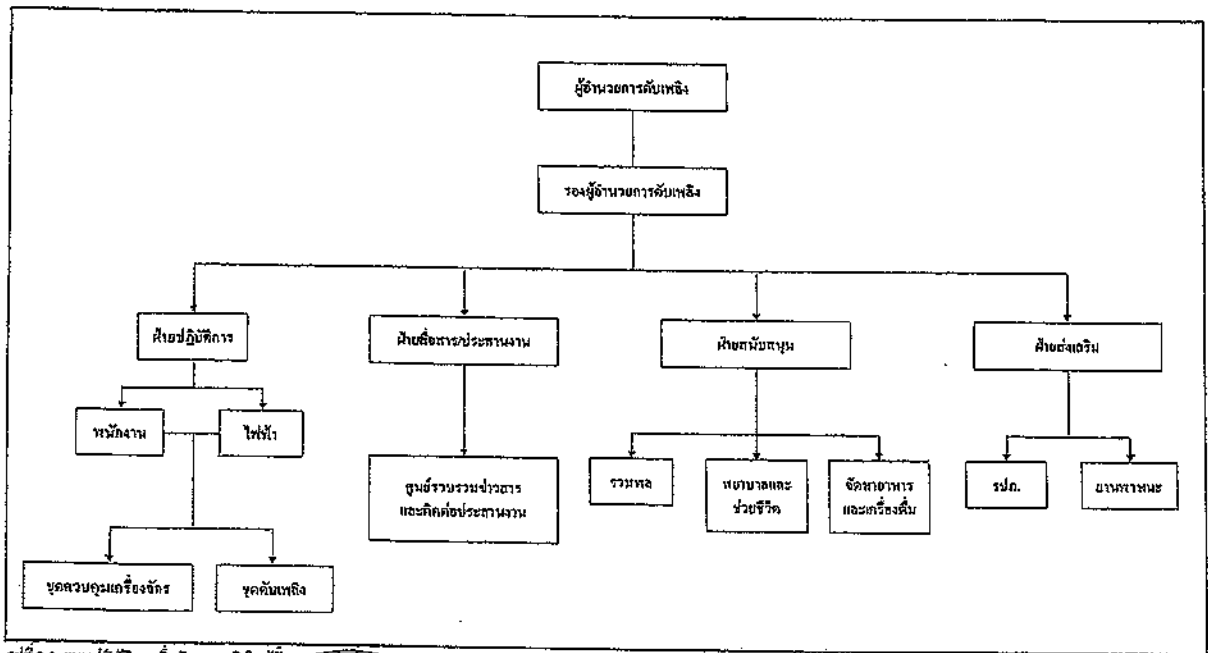 ผู้อำนวยการดับเพลิง
รองผู้อำนวยการดับเพลิง
ฝ่ายปฏิบัติการ
ฝ่ายสื่อสาร/ประสานงาน
ฝ่ายสนับสนุน
ฝ่ายส่งเสริม
พนักงาน
ไฟฟ้า
ศูนย์รวบรวมข่าวสาร
และติดต่อประสานงาน
รวมพล
พยาบาลและ
ช่วยชีวิต
จัดหาอาหาร
และเครื่องดื่ม
รปภ.
ยานพาหนะ
ชุดควบคุมเครื่องจักร
ชุดดับเพลิง